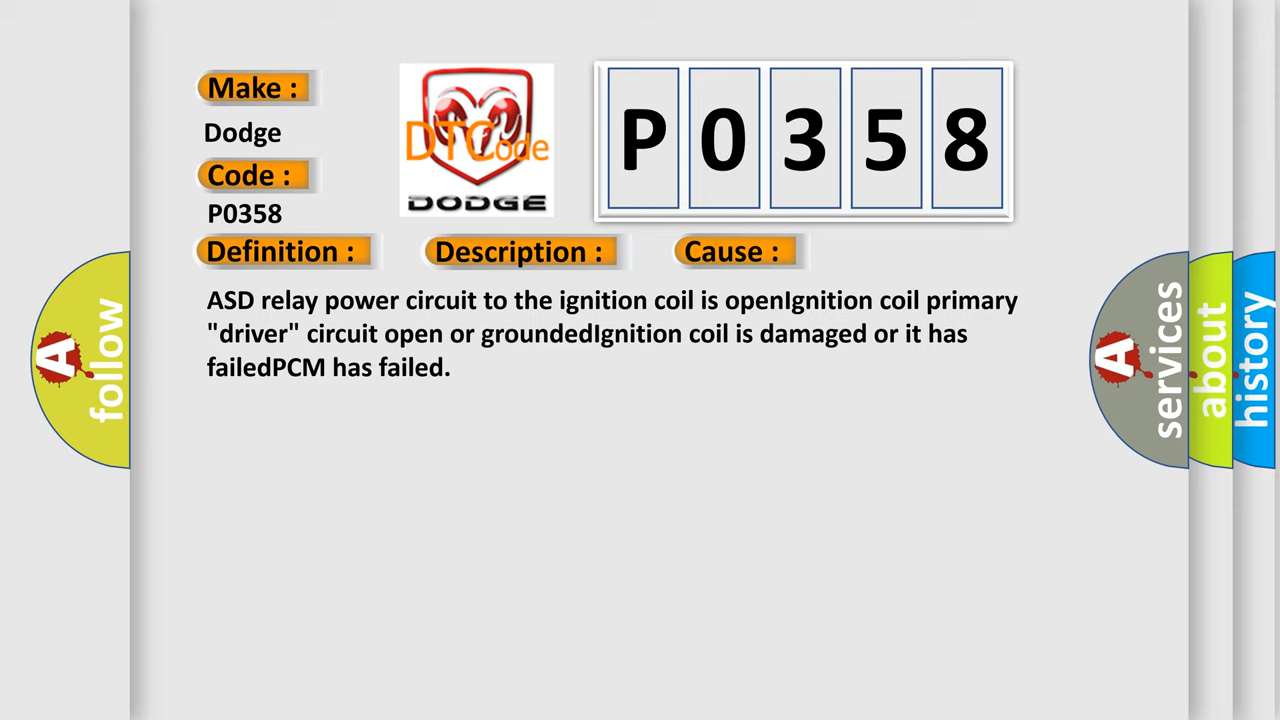 Make :
Dodge
Code :
P0358
DTCode
DODGE
P 0 3 5 8
Definition :
Description :
Cause :
ASD relay power circuit to the ignition coil is openIgnition coil primary
"driver" circuit open or groundedIgnition coil is damaged or it has
failedPCM has failed.
A follow
A services
about
history